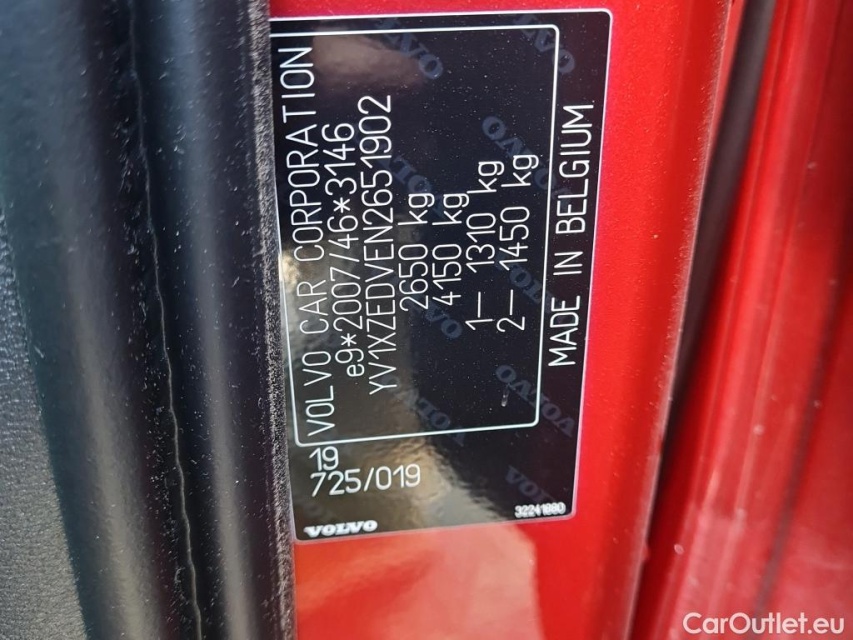 VOLVO CAR CORPORATION
e9*2007/46*3146
YV1XZEDVEN2651902
2650 kg
4150 kg
1— 1310 kg
2— 1450 kg
MADE IN BELGIUM
19
725/019
VOLVO
CarOutlet.eu